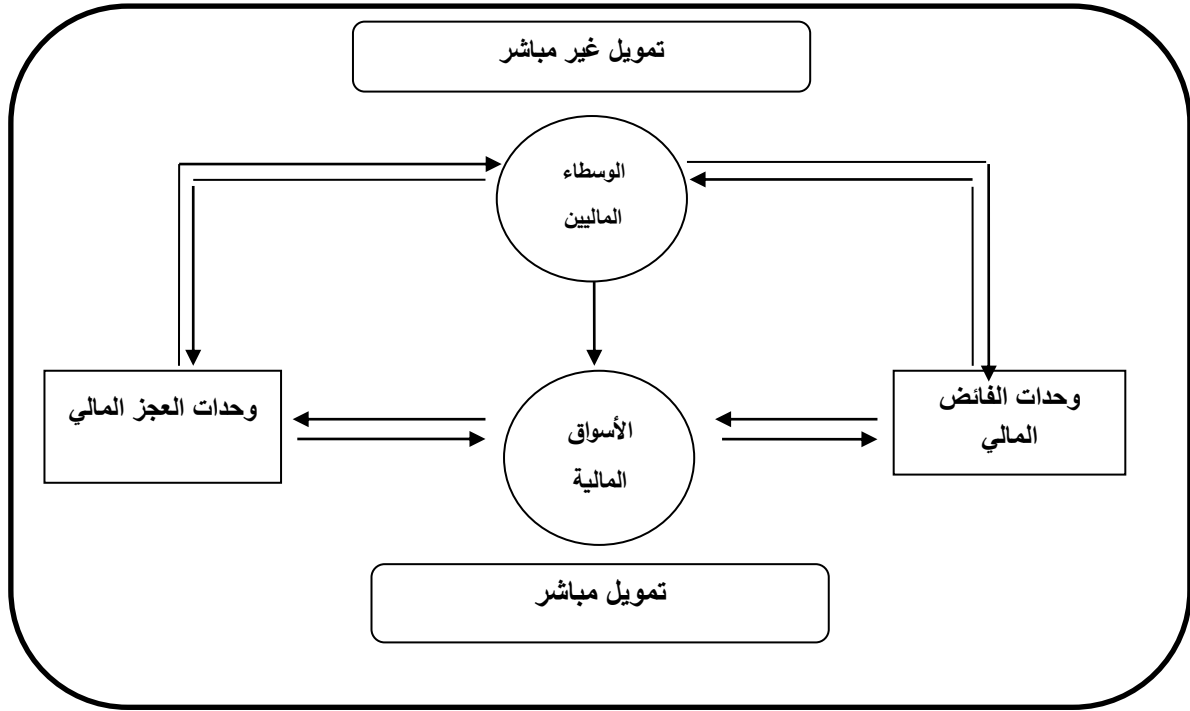 تمويل غير مباشر
الوسطاء
الماليين
وحدات الفائض
المالي
الأسواق
المالية
وحدات العجز المالي
تمويل مباشر